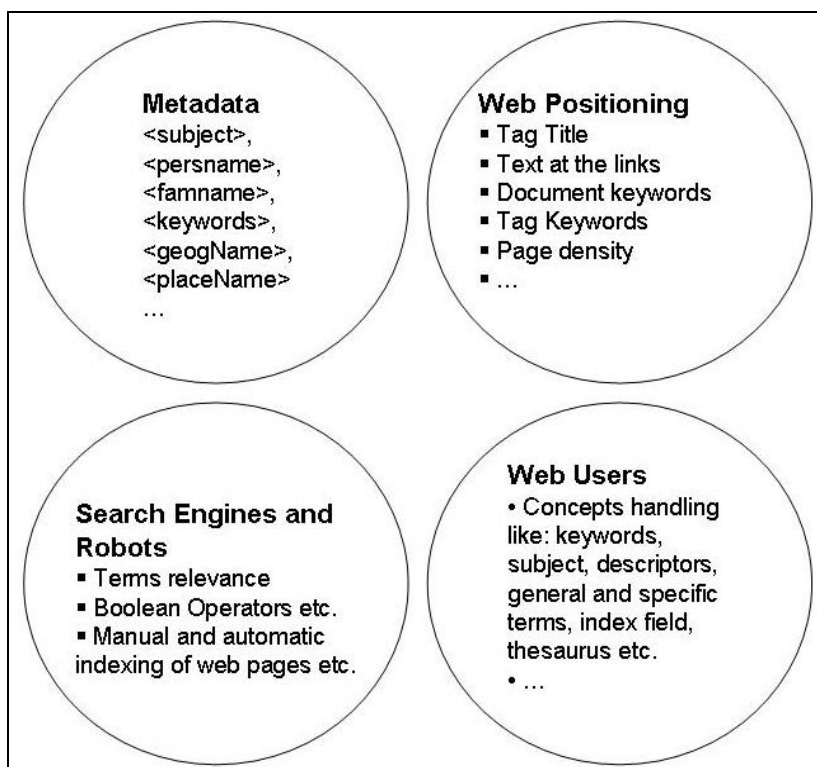 Metadata
<subject>,
<persname>,
<famname>,
<keywords>,
<geogName>,
<placeName>
...
Web Positioning
▪ Tag Title
▪ Text at the links
▪ Document keywords
▪ Tag Keywords
▪ Page density
▪ ...
Search Engines and
Robots
▪ Terms relevance
▪ Boolean Operators etc.
▪ Manual and automatic
indexing of web pages etc.
Web Users
• Concepts handling
like: keywords,
subject, descriptors,
general and specific
terms, index field,
thesaurus etc.
• ...